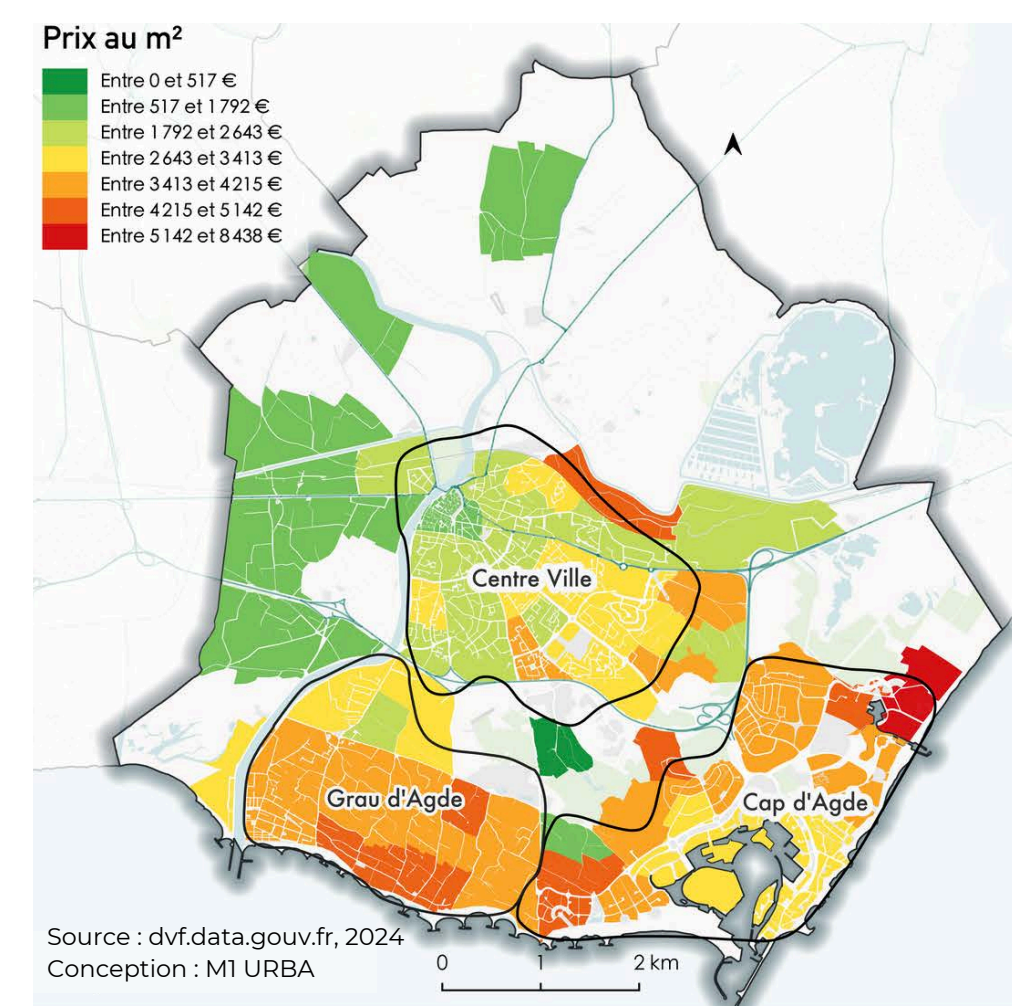 Prix au m²
Entre 0 et 517 €
Entre 517 et 1 792 €
Entre 1 792 et 2 643 €
Entre 2 643 et 3 413 €
Entre 3 413 et 4 215 €
Entre 4 215 et 5 142 €
Entre 5 142 et 8 438 €
Centre Ville
Grau d'Agde
Cap d'Agde
Source : dvf.data.gouv.fr, 2024
Conception : M1 URBA
0 1 2 km